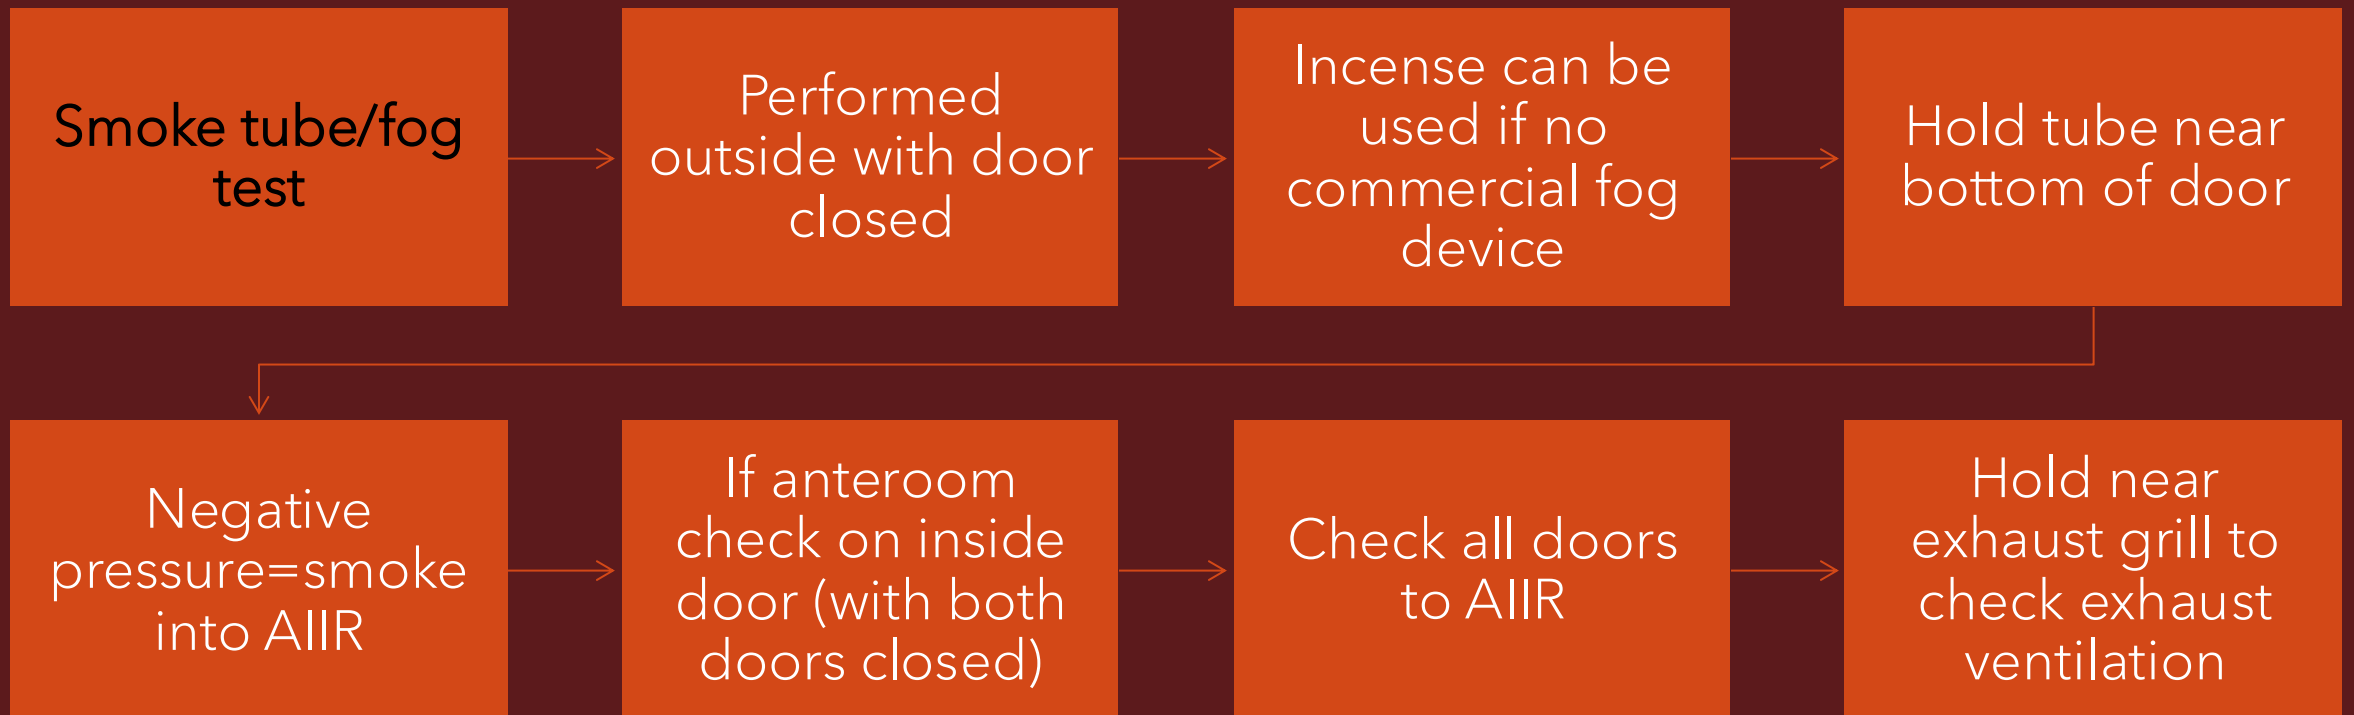 Smoke tube/fog
test
Performed
outside with door
closed
Incense can be
used if no
commercial fog
device
Hold tube near
bottom of door
Negative
pressure=smoke
into AIIR
If anteroom
check on inside
door (with both
doors closed)
Check all doors
to AIIR
Hold near
exhaust grill to
check exhaust
ventilation